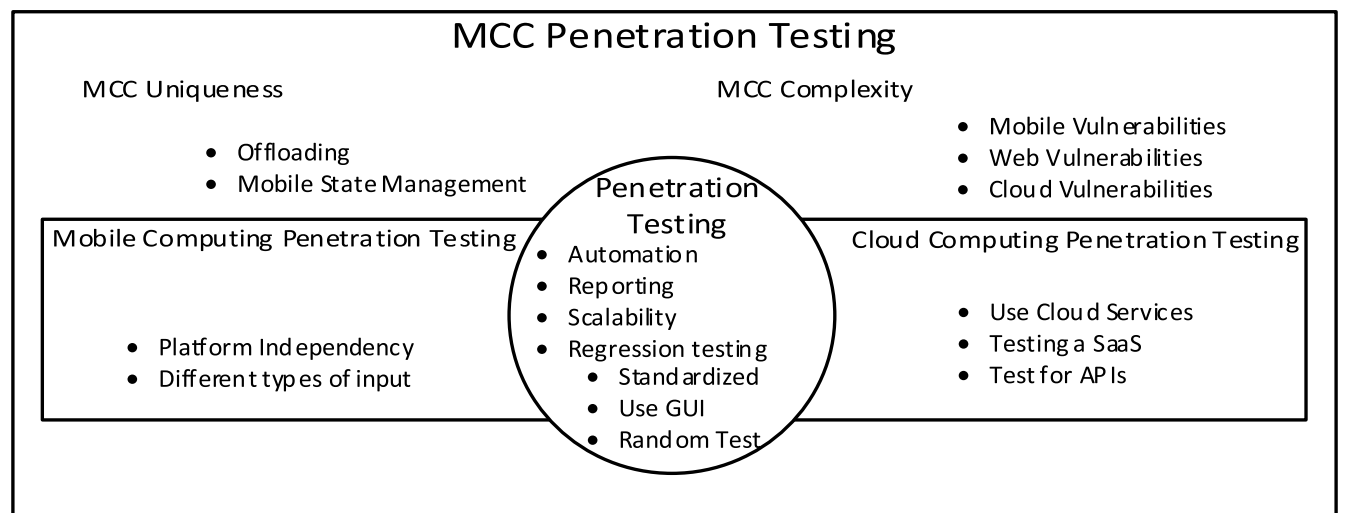 MCC Penetration Testing
MCC Uniqueness
• Offloading
• Mobile State Management
MCC Complexity
• Mobile Vulnerabilities
• Web Vulnerabilities
• Cloud Vulnerabilities
Mobile Computing Penetration Testing
• Platform Independency
• Different types of input
Penetration
Testing
• Automation
• Reporting
• Scalability
• Regression testing
• Standardized
• Use GUI
• Random Test
Cloud Computing Penetration Testing
• Use Cloud Services
• Testing a SaaS
• Test for APIs